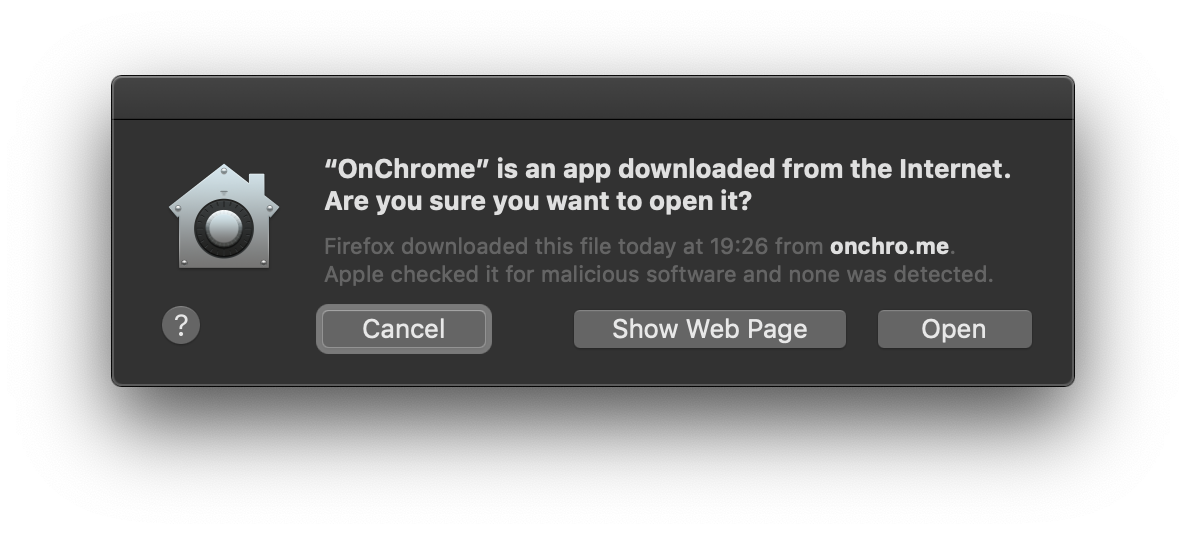 “OnChrome” is an app downloaded from the Internet.
Are you sure you want to open it?
Firefox downloaded this file today at 19:26 from onchro.me.
Apple checked it for malicious software and none was detected.
?
Cancel
Show Web Page
Open